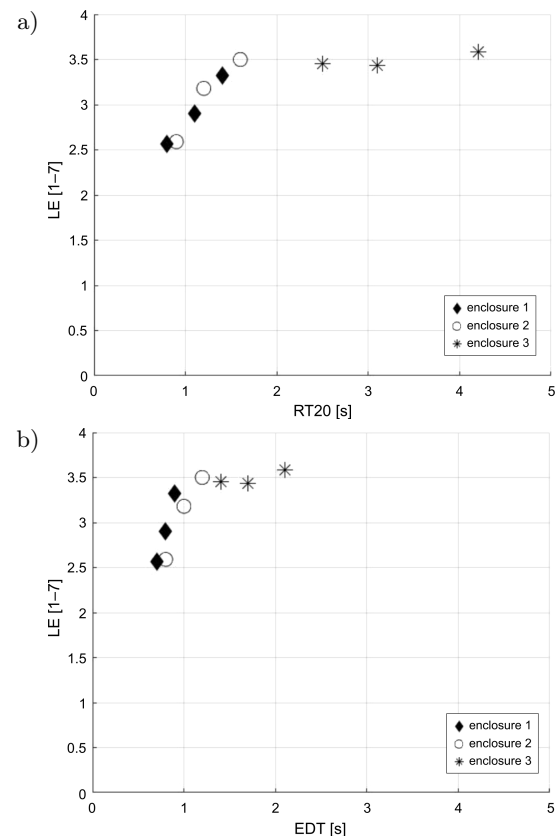 a)
4
3.5
3
2.5
2
1.5
1
0.5
0
LE [1–7]
0 1 2 3 4 5
RT20 [s]
enclosure 1
enclosure 2
enclosure 3
b)
4
3.5
3
2.5
2
1.5
1
0.5
0
LE [1–7]
0 1 2 3 4 5
EDT [s]
enclosure 1
enclosure 2
enclosure 3